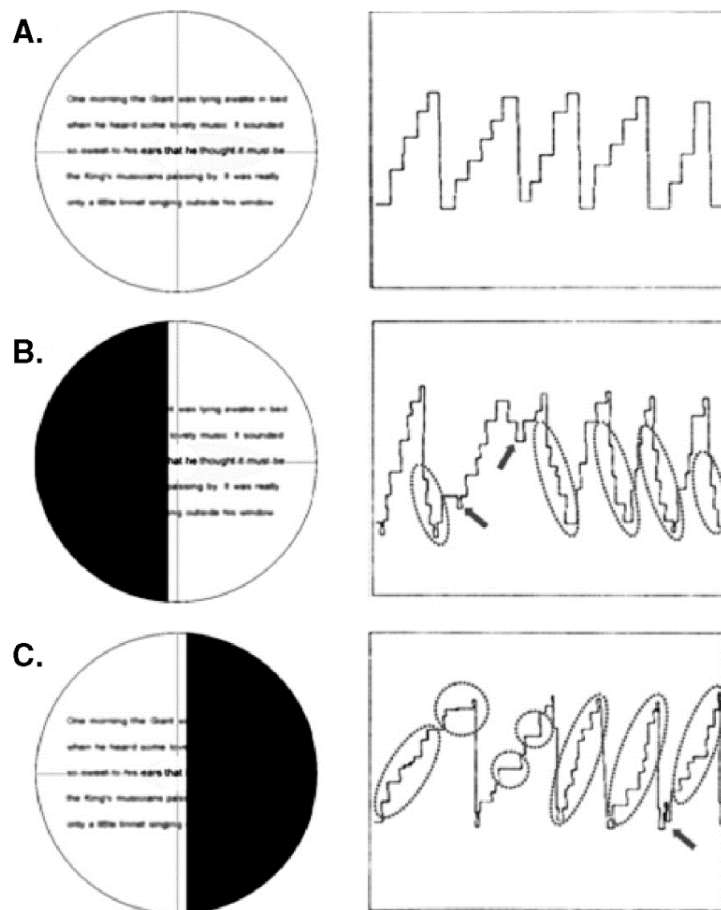 A.
One morning the Giant was lying awake in bed
when he heard some lovely music. It sounded
so sweet to his ears that he thought it must be
the King's musicians passing by. It was really
only a little linnet singing outside his window
B.
was lying awake in bed
lovely music. It sounded
that he thought it must be
passing by. It was really
ng outside his window
C.
One morning the Giant w
when he heard some love
so sweet to his ears that
the King's musicians pass
only a little linnet singing